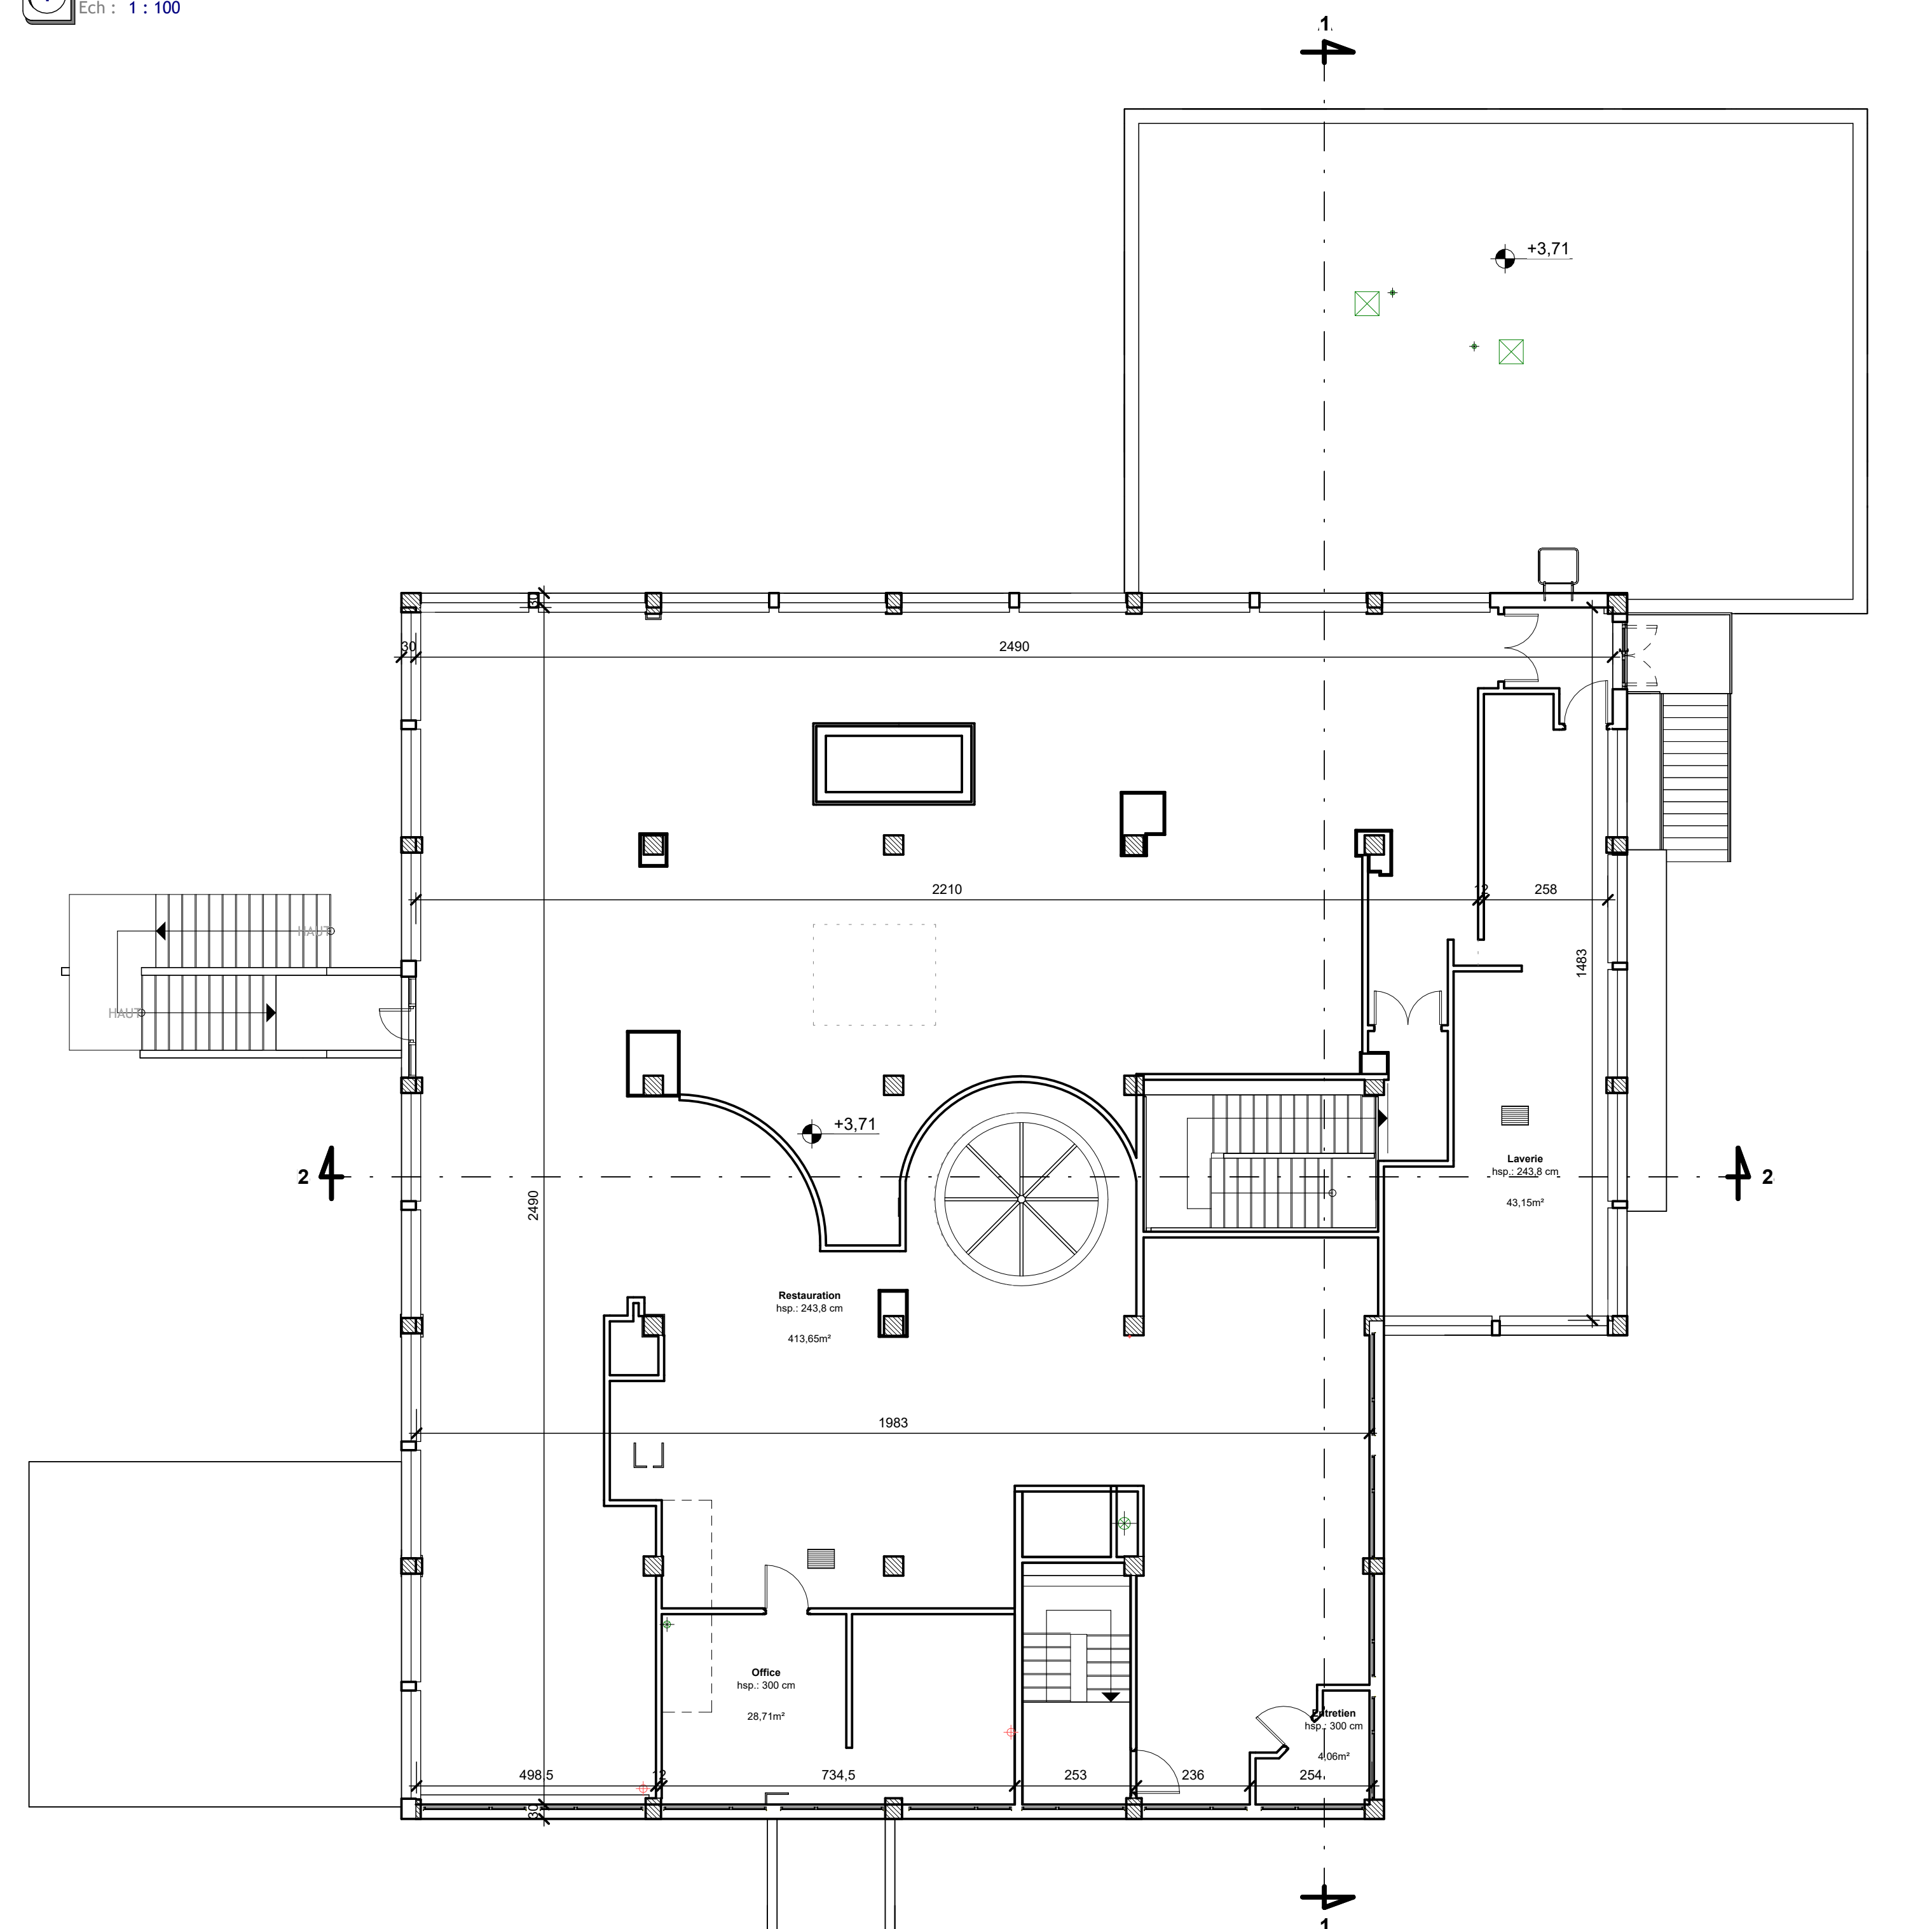 Ech : 1 : 100
1
+3,71
30
30
2490
2210
12
258
1483
HAUT
HAUT
+3,71
2
2
Laverie
hsp.: 243,8 cm
43,15m²
2490
Restauration
hsp.: 243,8 cm
413,65m²
1983
Office
hsp.: 300 cm
28,71m²
Entretien
hsp.: 300 cm
4,06m²
498,5
12
734,5
253
236
254
30
1